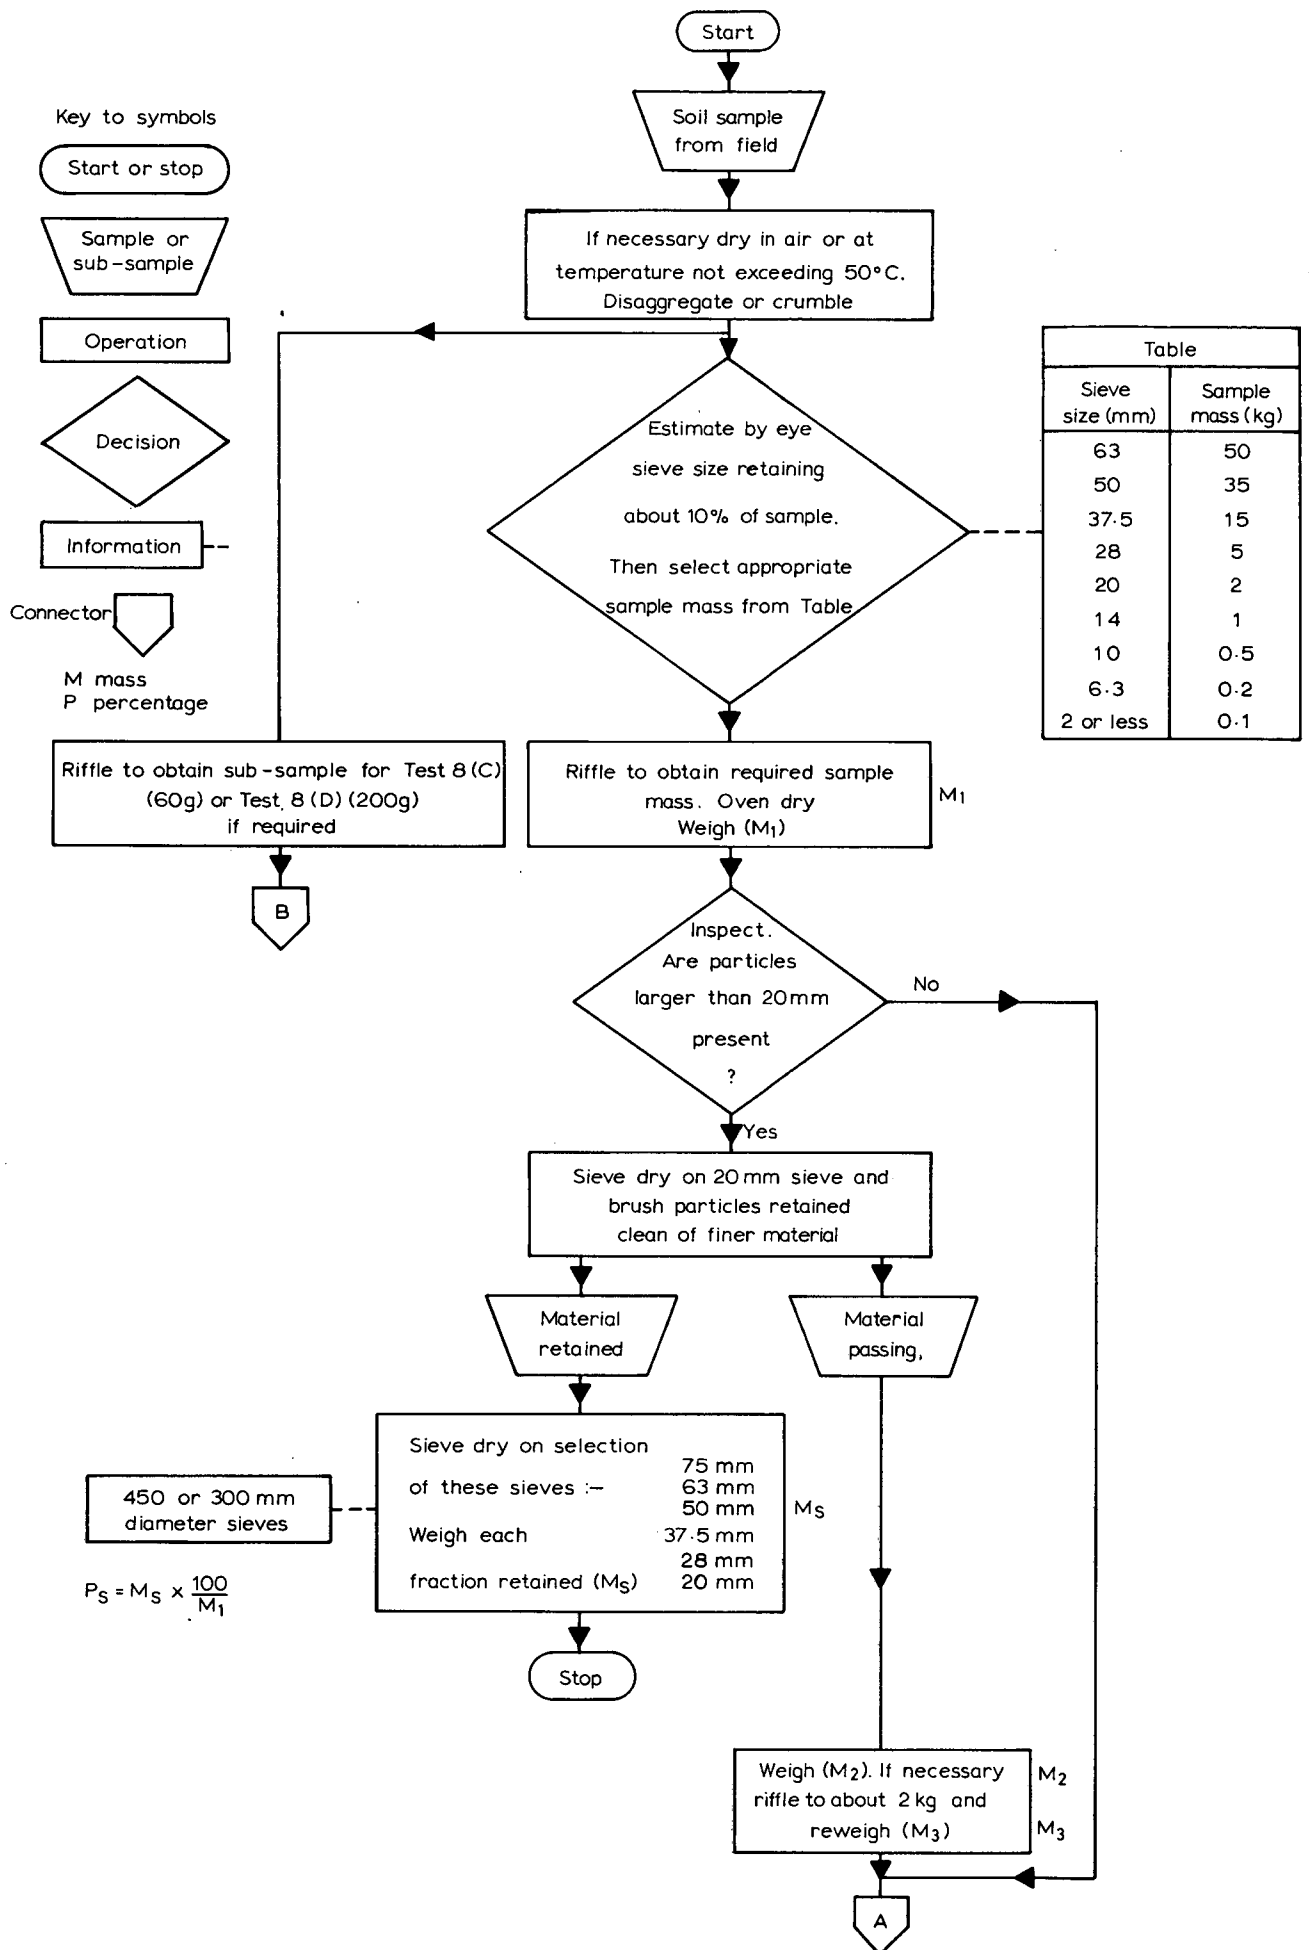 Start
Soil sample
from field
Key to symbols
Start or stop
Sample or
sub-sample
Operation
Decision
Information
Connector
M mass
P percentage
If necessary dry in air or at
temperature not exceeding 50°C.
Disaggregate or crumble
Estimate by eye
sieve size retaining
about 10% of sample.
Then select appropriate
sample mass from Table
Table
Sieve Sample
size (mm) mass (kg)
63 50
50 35
37.5 15
28 5
20 2
14 1
10 0.5
6.3 0.2
2 or less 0.1
Riffle to obtain sub-sample for Test 8 (C)
(60g) or Test. 8 (D) (200g)
if required
B
Riffle to obtain required sample
mass. Oven dry
Weigh (M₁)
M₁
Inspect.
Are particles
larger than 20mm
present
?
No
Yes
Sieve dry on 20 mm sieve and
brush particles retained
clean of finer material
Material
retained
Material
passing,
Sieve dry on selection
75 mm
of these sieves :- 63 mm
50 mm
Weigh each 37.5 mm
28 mm
fraction retained (Mₛ) 20 mm
Mₛ
450 or 300 mm
diameter sieves
Pₛ = Mₛ × 100/M₁
Stop
Weigh (M₂). If necessary
riffle to about 2 kg and
reweigh (M₃)
M₂
M₃
A